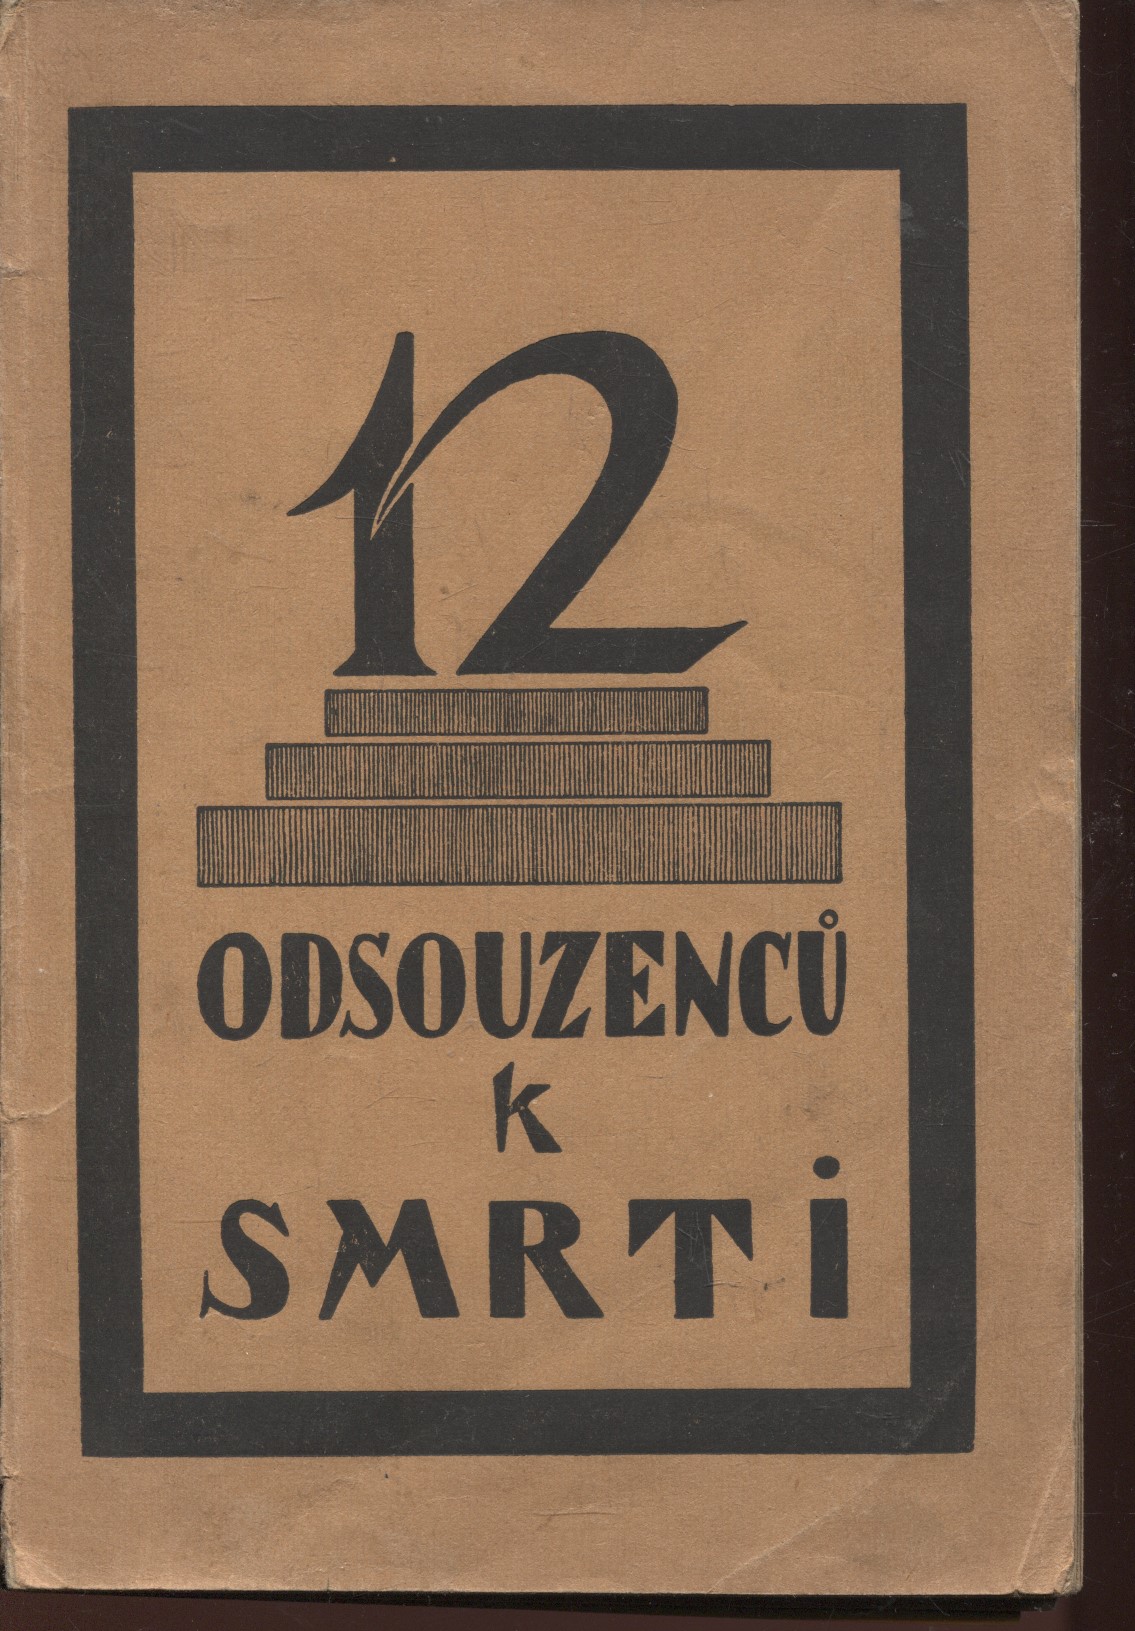 12
ODSOUZENCŮ
k
SMRTi